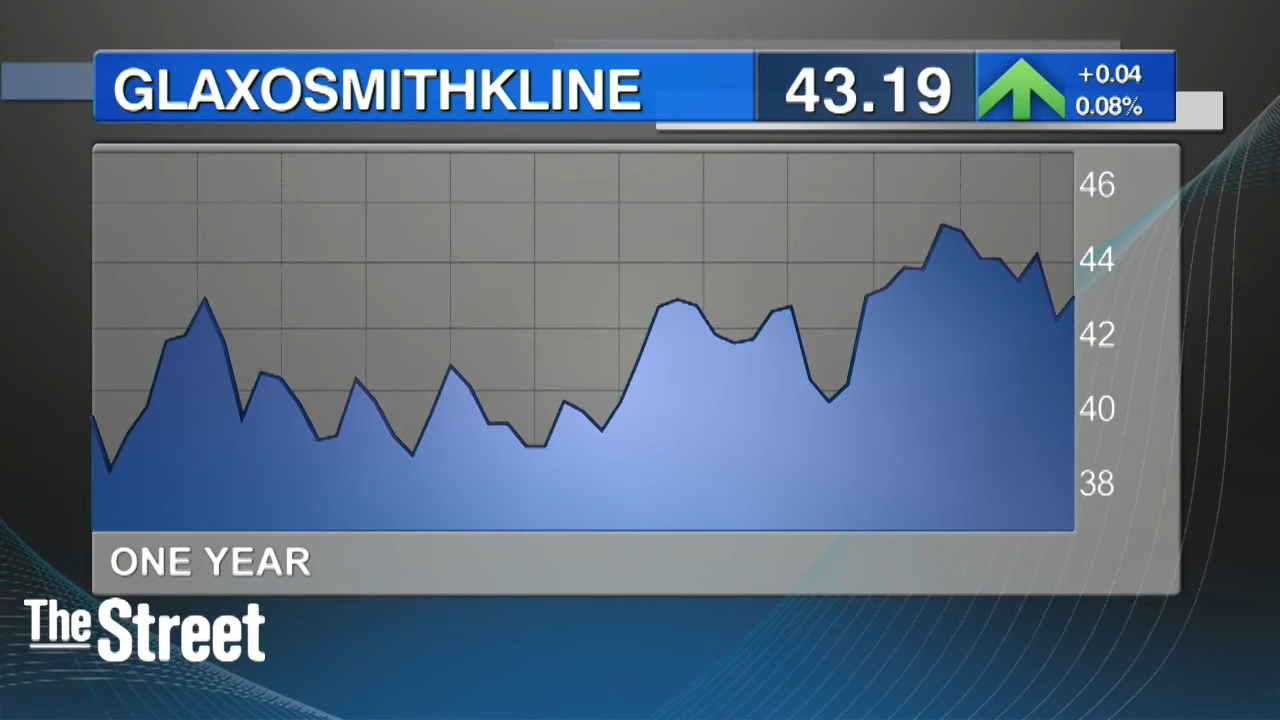 GLAXOSMITHKLINE 43.19 +0.04
0.08%
46
44
42
40
38
ONE YEAR
The Street